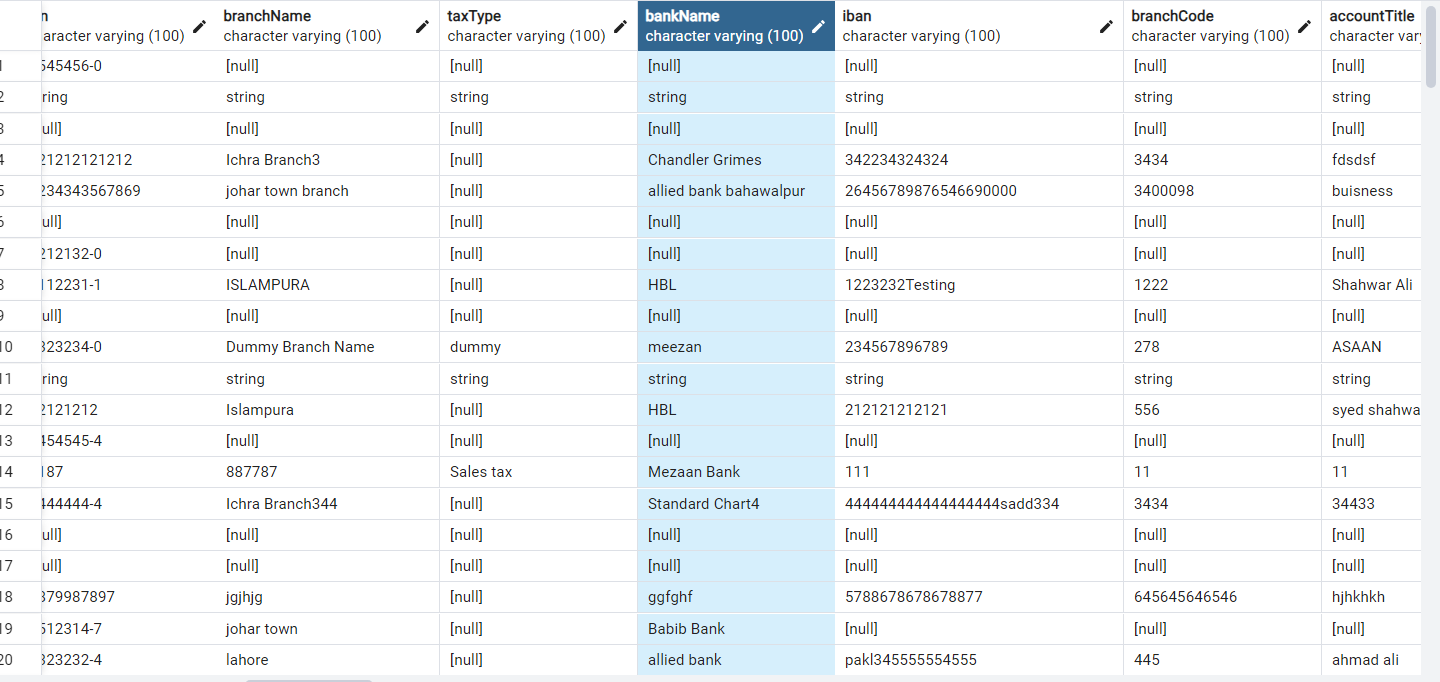 n branchName taxType bankName iban branchCode accountTitle
aracter varying (100) character varying (100) character varying (100) character varying (100) character varying (100) character varying (100) character var
1 545456-0 [null] [null] [null] [null] [null] [null]
2 ring string string string string string string
3 ull] [null] [null] [null] [null] [null] [null]
4 21212121212 Ichra Branch3 [null] Chandler Grimes 342234324324 3434 fdsdsf
5 234343567869 johar town branch [null] allied bank bahawalpur 26456789876546690000 3400098 buisness
6 ull] [null] [null] [null] [null] [null] [null]
7 212132-0 [null] [null] [null] [null] [null] [null]
8 112231-1 ISLAMPURA [null] HBL 1223232Testing 1222 Shahwar Ali
9 ull] [null] [null] [null] [null] [null] [null]
10 323234-0 Dummy Branch Name dummy meezan 234567896789 278 ASAAN
11 ring string string string string string string
12 2121212 Islampura [null] HBL 212121212121 556 syed shahwa
13 454545-4 [null] [null] [null] [null] [null] [null]
14 187 887787 Sales tax Mezaan Bank 111 11 11
15 444444-4 Ichra Branch344 [null] Standard Chart4 444444444444444444sadd334 3434 34433
16 ull] [null] [null] [null] [null] [null] [null]
17 ull] [null] [null] [null] [null] [null] [null]
18 379987897 jgjhjg [null] ggfghf 5788678678678877 645645646546 hjhkhkh
19 512314-7 johar town [null] Babib Bank [null] [null] [null]
20 323232-4 lahore [null] allied bank pakl345555554555 445 ahmad ali